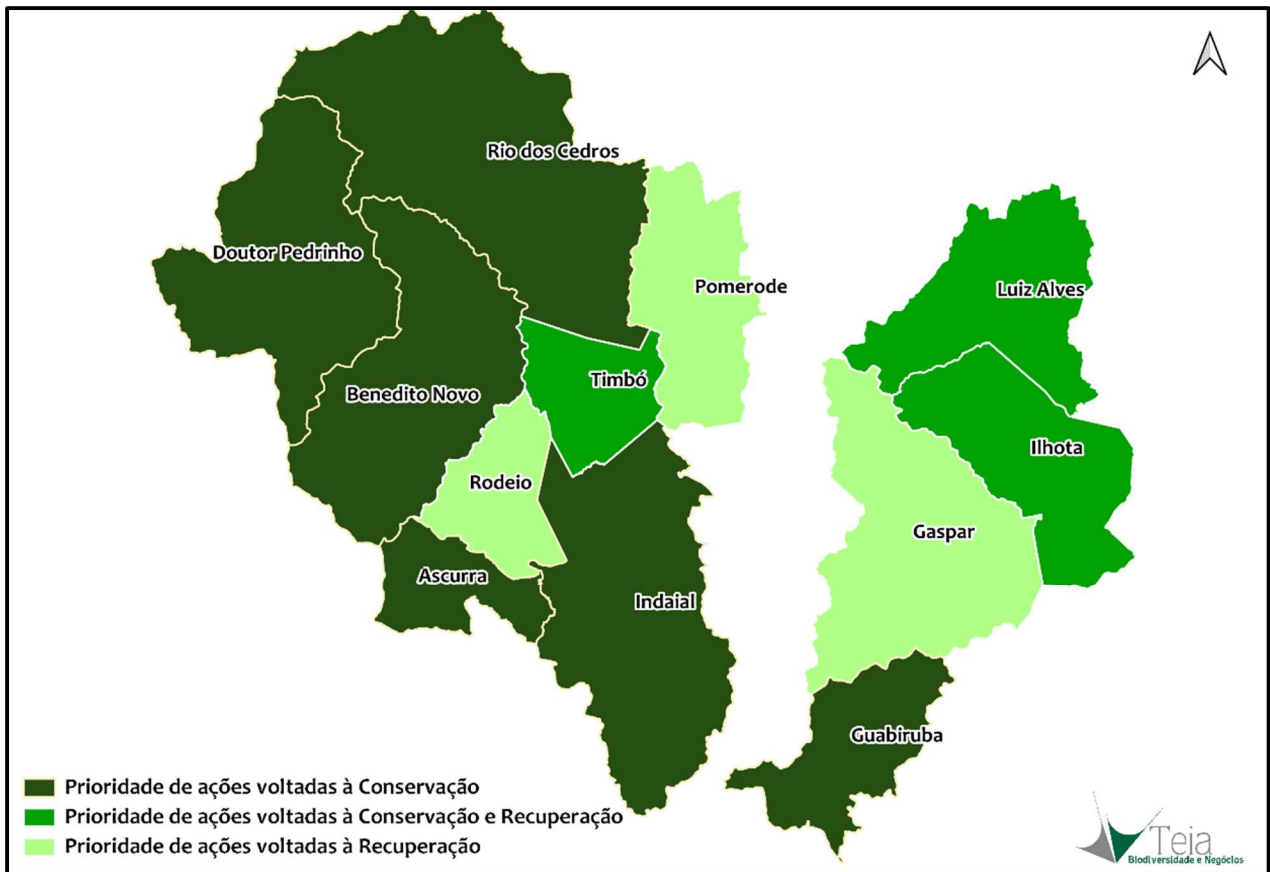 Rio dos Cedros
Doutor Pedrinho
Pomerode
Luiz Alves
Timbó
Benedito Novo
Ilhota
Rodeio
Gaspar
Ascurra
Indaial
Guabiruba
Prioridade de ações voltadas à Conservação
Prioridade de ações voltadas à Conservação e Recuperação
Prioridade de ações voltadas à Recuperação
Teia
Biodiversidade e Negócios